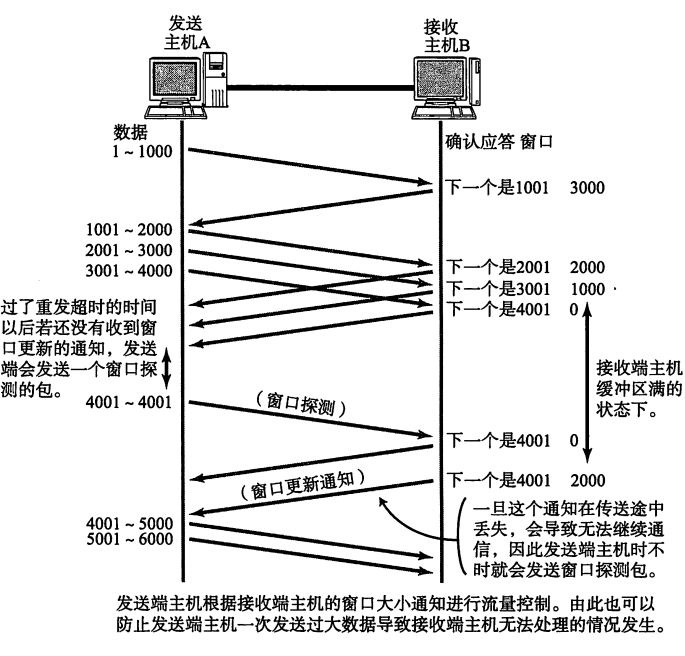 发送
主机A
接收
主机B
数据
确认应答 窗口
1~1000
下一个是1001 3000
1001~2000
2001~3000
3001~4000
下一个是2001 2000
下一个是3001 1000
下一个是4001 0
过了重发超时的时间
以后若还没有收到窗
口更新的通知，发送
端会发送一个窗口探
测的包。
接收端主机
缓冲区满的
状态下。
4001~4001
（窗口探测）
下一个是4001 0
下一个是4001 2000
（窗口更新通知）
一旦这个通知在传送途中
丢失，会导致无法继续通
信，因此发送端主机时不
时就会发送窗口探测包。
4001~5000
5001~6000
发送端主机根据接收端主机的窗口大小通知进行流量控制。由此也可以
防止发送端主机一次发送过大数据导致接收端主机无法处理的情况发生。